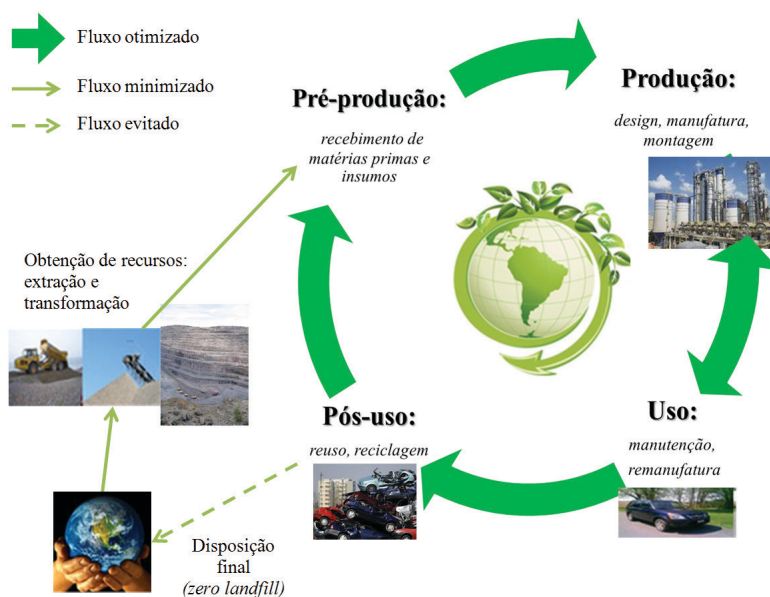 Fluxo otimizado
Fluxo minimizado
Fluxo evitado
Pré-produção:
recebimento de
matérias primas e
insumos
Produção:
design, manufatura,
montagem
Obtenção de recursos:
extração e
transformação
Pós-uso:
reuso, reciclagem
Uso:
manutenção,
remanufatura
Disposição
final
(zero landfill)